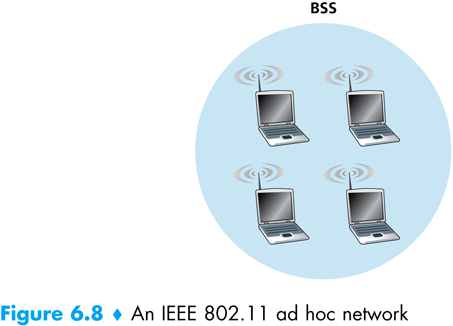 BSS
Figure 6.8 ♦ An IEEE 802.11 ad hoc network